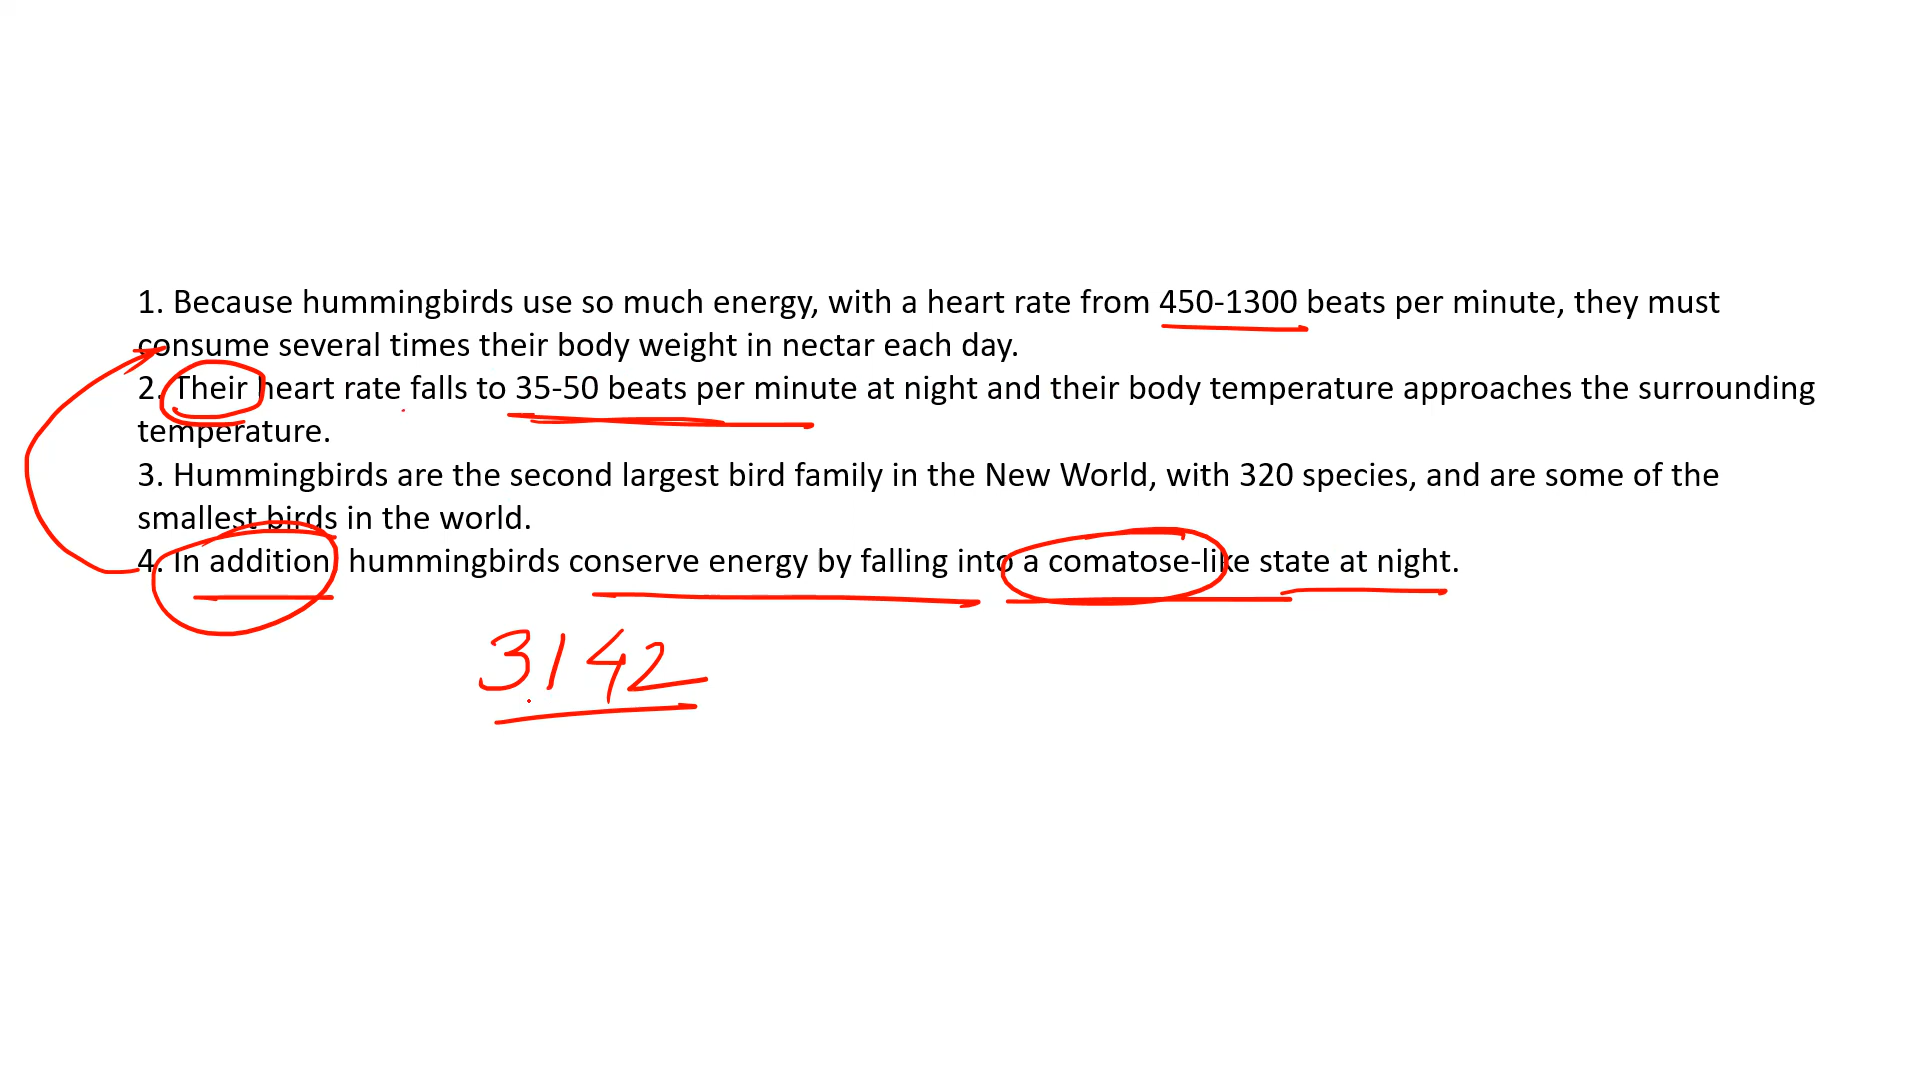 1. Because hummingbirds use so much energy, with a heart rate from 450-1300 beats per minute, they must
consume several times their body weight in nectar each day.
2. Their heart rate falls to 35-50 beats per minute at night and their body temperature approaches the surrounding
temperature.
3. Hummingbirds are the second largest bird family in the New World, with 320 species, and are some of the
smallest birds in the world.
4. In addition, hummingbirds conserve energy by falling into a comatose-like state at night.
3142